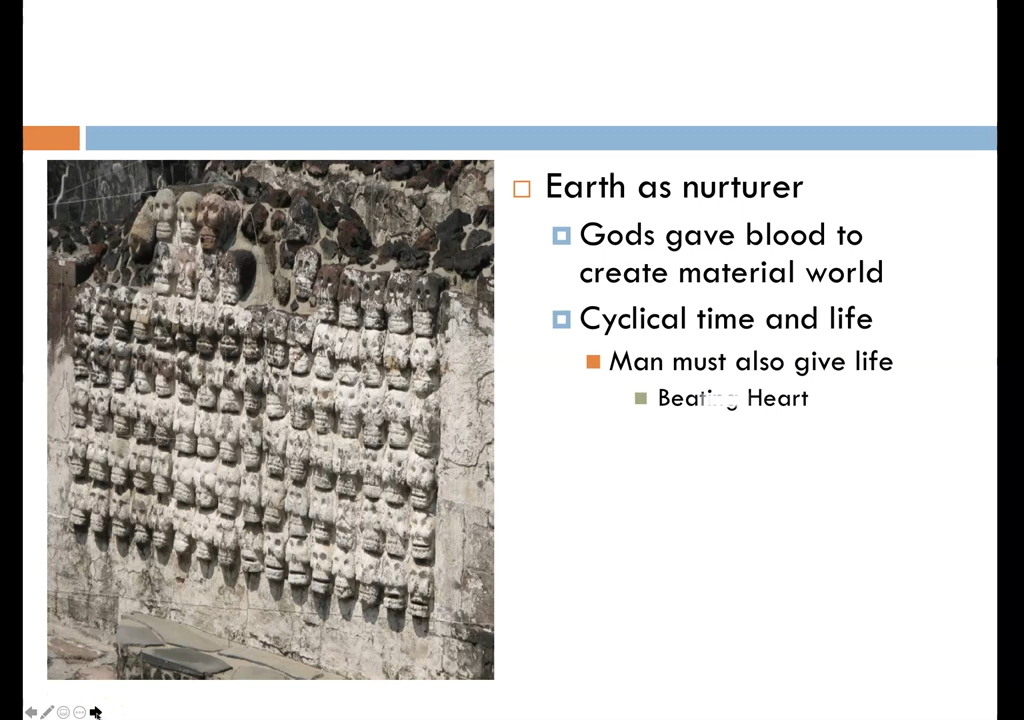 Earth as nurturer
Gods gave blood to
create material world
Cyclical time and life
Man must also give life
Beating Heart